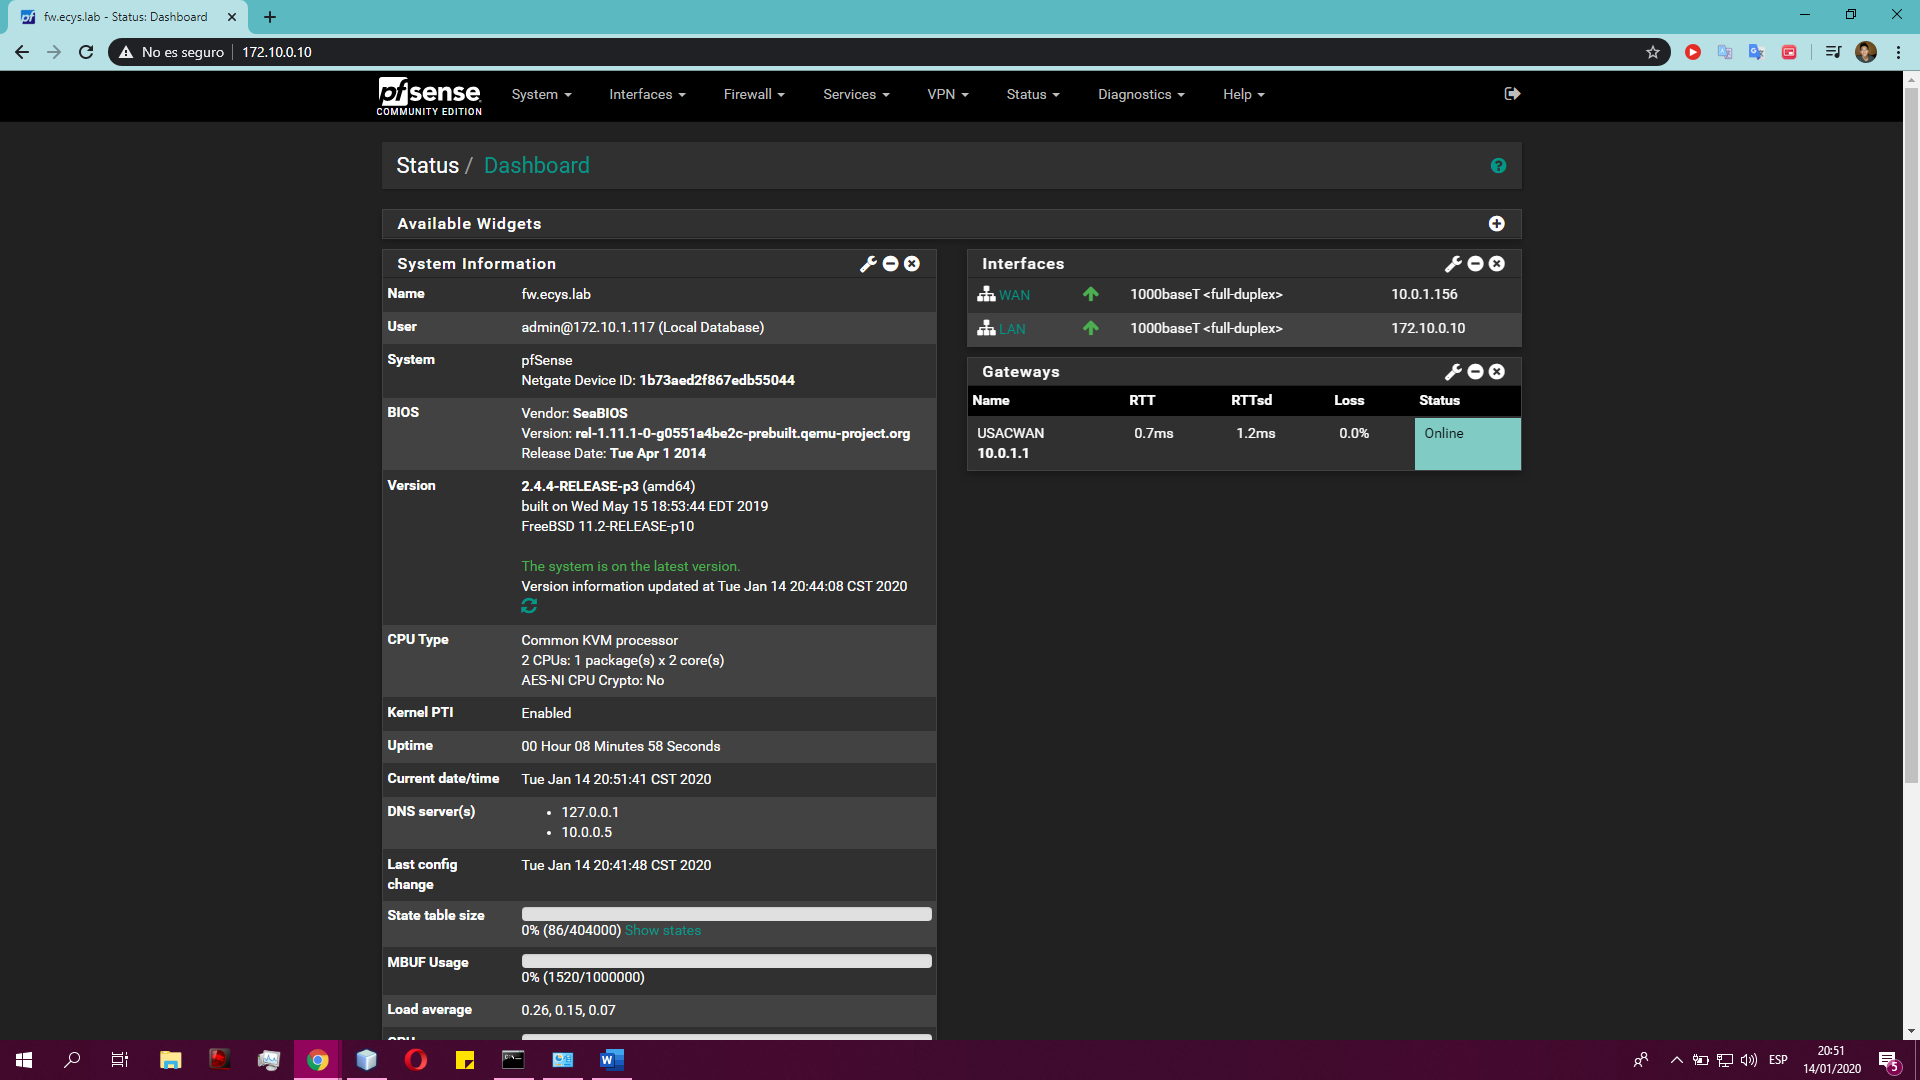 fw.ecys.lab - Status: Dashboard
No es seguro 172.10.0.10
pfsense
COMMUNITY EDITION
System Interfaces Firewall Services VPN Status Diagnostics Help
Status / Dashboard
Available Widgets
System Information
Name fw.ecys.lab
User admin@172.10.1.117 (Local Database)
System pfSense
Netgate Device ID: 1b73aed2f867edb55044
BIOS Vendor: SeaBIOS
Version: rel-1.11.1-0-g0551a4be2c-prebuilt.qemu-project.org
Release Date: Tue Apr 1 2014
Version 2.4.4-RELEASE-p3 (amd64)
built on Wed May 15 18:53:44 EDT 2019
FreeBSD 11.2-RELEASE-p10
The system is on the latest version.
Version information updated at Tue Jan 14 20:44:08 CST 2020
CPU Type Common KVM processor
2 CPUs: 1 package(s) x 2 core(s)
AES-NI CPU Crypto: No
Kernel PTI Enabled
Uptime 00 Hour 08 Minutes 58 Seconds
Current date/time Tue Jan 14 20:51:41 CST 2020
DNS server(s)
• 127.0.0.1
• 10.0.0.5
Last config change Tue Jan 14 20:41:48 CST 2020
State table size
0% (86/404000) Show states
MBUF Usage
0% (1520/1000000)
Load average 0.26, 0.15, 0.07
Interfaces
WAN 1000baseT <full-duplex> 10.0.1.156
LAN 1000baseT <full-duplex> 172.10.0.10
Gateways
Name RTT RTTsd Loss Status
USACWAN 0.7ms 1.2ms 0.0% Online
10.0.1.1
ESP
20:51
14/01/2020
5